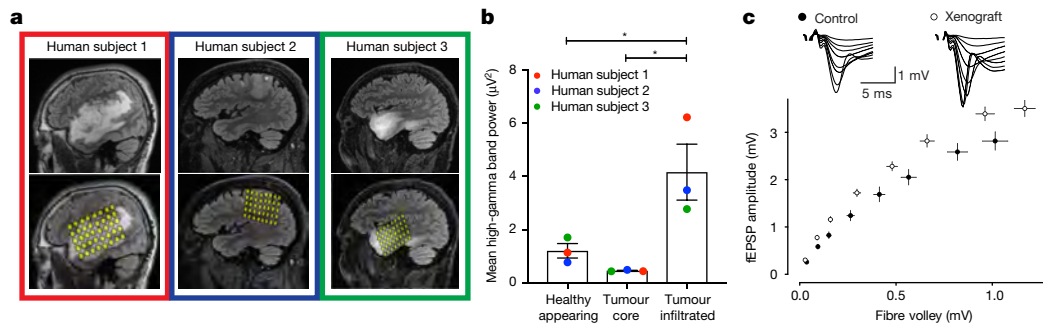 a
Human subject 1
Human subject 2
Human subject 3
b
*
*
Mean high-gamma band power (µV²)
8
6
4
2
0
Human subject 1
Human subject 2
Human subject 3
Healthy appearing
Tumour core
Tumour infiltrated
c
Control
Xenograft
1 mV
5 ms
fEPSP amplitude (mV)
3
2
1
0
0.0
0.5
1.0
Fibre volley (mV)